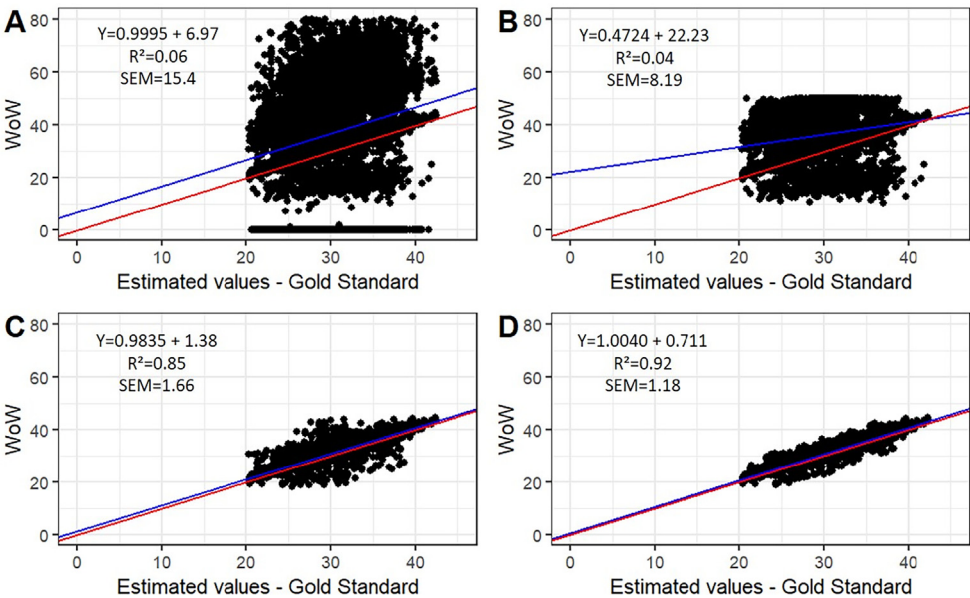 A
Y=0.9995 + 6.97
R²=0.06
SEM=15.4
WoW
80
60
40
20
0
0 10 20 30 40
Estimated values - Gold Standard
B
Y=0.4724 + 22.23
R²=0.04
SEM=8.19
WoW
80
60
40
20
0
0 10 20 30 40
Estimated values - Gold Standard
C
Y=0.9835 + 1.38
R²=0.85
SEM=1.66
WoW
80
60
40
20
0
0 10 20 30 40
Estimated values - Gold Standard
D
Y=1.0040 + 0.711
R²=0.92
SEM=1.18
WoW
80
60
40
20
0
0 10 20 30 40
Estimated values - Gold Standard